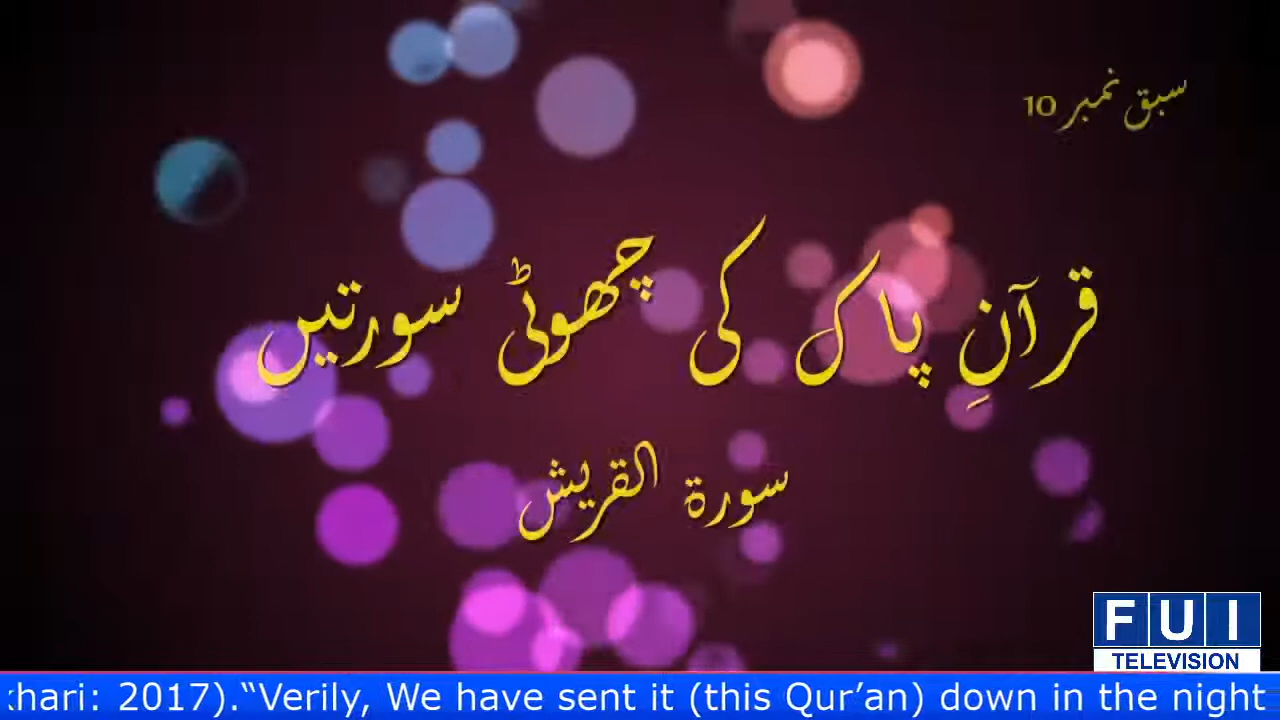 سبق نمبر 10
قرآنِ پاک کی چھوٹی سورتیں
سورۃ القریش
FUI
TELEVISION
hari: 2017).“Verily, We have sent it (this Qur’an) down in the night